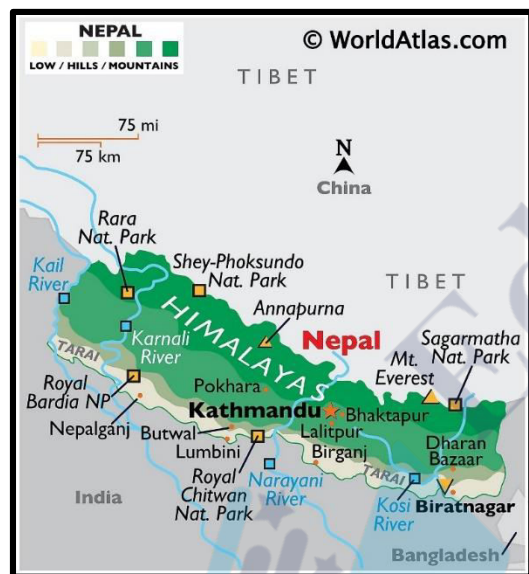 NEPAL
LOW / HILLS / MOUNTAINS
© WorldAtlas.com
TIBET
75 mi
75 km
N
China
Rara
Nat. Park
Shey-Phoksundo
Nat. Park
Kail
River
TIBET
Annapurna
HIMALAYAS
Nepal
Sagarmatha
Nat. Park
Karnali
River
Mt.
Everest
TARAI
Royal
Bardia NP
Pokhara
Kathmandu
Bhaktapur
Nepalganj
Butwal
Lalitpur
Lumbini
Birganj
Dharan
Bazaar
TARAI
Royal
Chitwan
Nat. Park
Narayani
River
Kosi
River
Biratnagar
India
Bangladesh